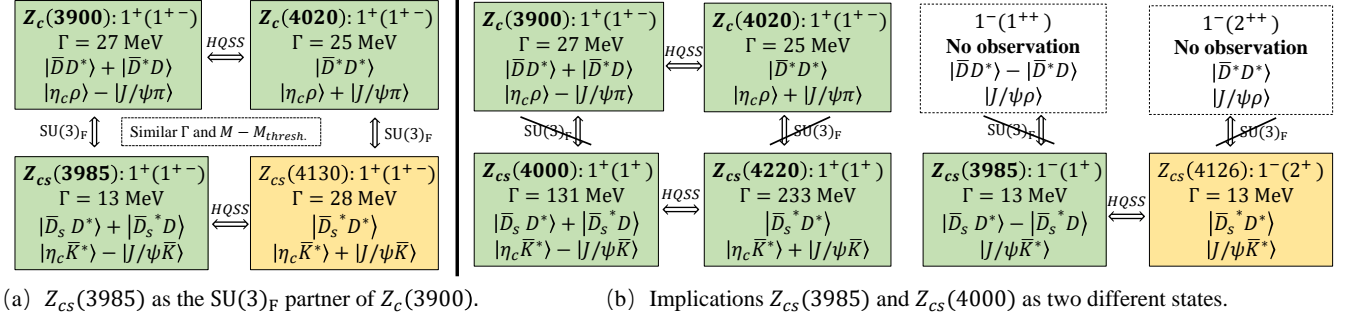 Z_c(3900): 1⁺(1⁺⁻)
Γ = 27 MeV
|D̄D*⟩ + |D̄*D⟩
|η_cρ⟩ − |J/ψπ⟩
HQSS
⟺
Z_c(4020): 1⁺(1⁺⁻)
Γ = 25 MeV
|D̄*D*⟩
|η_cρ⟩ + |J/ψπ⟩
SU(3)_F ⇕
Similar Γ and M − M_thresh.
⇕ SU(3)_F
Z_cs(3985): 1⁺(1⁺⁻)
Γ = 13 MeV
|D̄_s D*⟩ + |D̄_s*D⟩
|η_cK̄*⟩ − |J/ψK̄⟩
HQSS
⟺
Z_cs(4130): 1⁺(1⁺⁻)
Γ = 28 MeV
|D̄_s*D*⟩
|η_cK̄*⟩ + |J/ψK̄⟩
(a) Z_cs(3985) as the SU(3)_F partner of Z_c(3900).
Z_c(3900): 1⁺(1⁺⁻)
Γ = 27 MeV
|D̄D*⟩ + |D̄*D⟩
|η_cρ⟩ − |J/ψπ⟩
HQSS
⟺
Z_c(4020): 1⁺(1⁺⁻)
Γ = 25 MeV
|D̄*D*⟩
|η_cρ⟩ + |J/ψπ⟩
1⁻(1⁺⁺)
No observation
|D̄D*⟩ − |D̄*D⟩
|J/ψρ⟩
1⁻(2⁺⁺)
No observation
|D̄*D*⟩
|J/ψρ⟩
SU(3)_F ⇕
⇕ SU(3)_F
SU(3)_F ⇕
⇕ SU(3)_F
Z_cs(4000): 1⁺(1⁺)
Γ = 131 MeV
|D̄_s D*⟩ + |D̄_s*D⟩
|η_cK̄*⟩ − |J/ψK̄⟩
HQSS
⟺
Z_cs(4220): 1⁺(1⁺)
Γ = 233 MeV
|D̄_s*D*⟩
|η_cK̄*⟩ + |J/ψK̄⟩
Z_cs(3985): 1⁻(1⁺)
Γ = 13 MeV
|D̄_s D*⟩ − |D̄_s*D⟩
|J/ψK̄*⟩
HQSS
⟺
Z_cs(4126): 1⁻(2⁺)
Γ = 13 MeV
|D̄_s*D*⟩
|J/ψK̄*⟩
(b) Implications Z_cs(3985) and Z_cs(4000) as two different states.